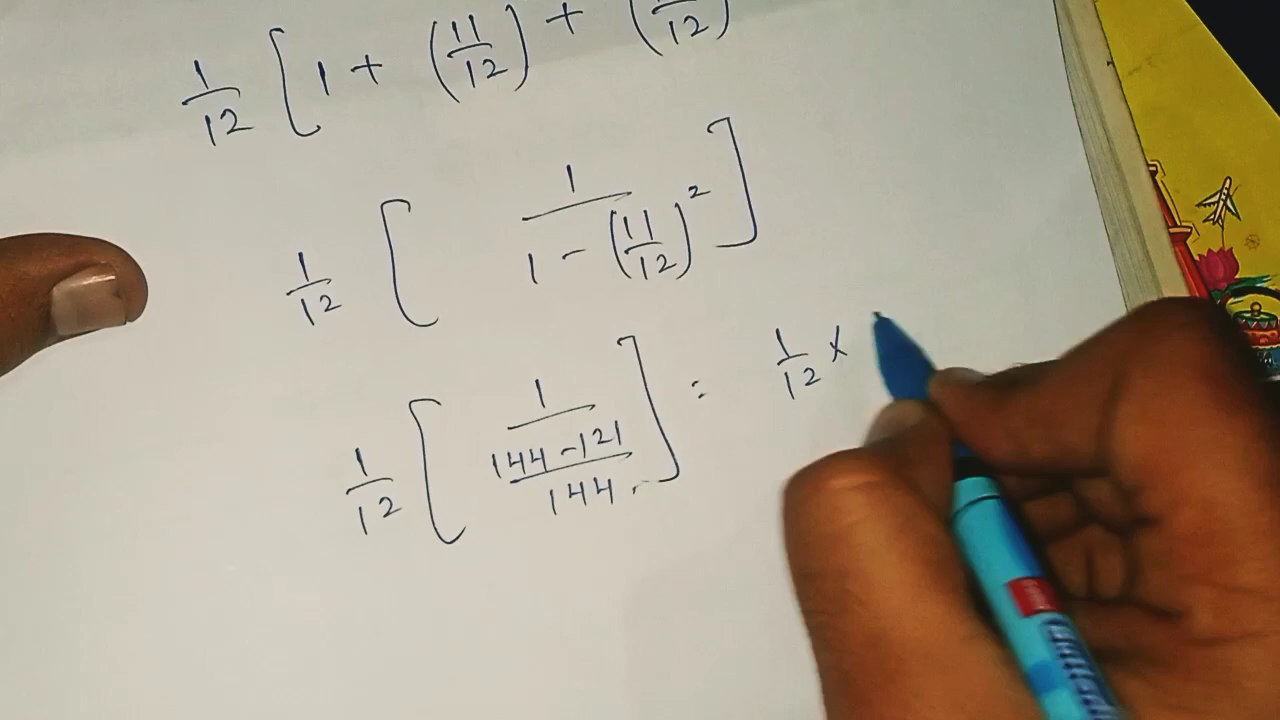 1/12 [ 1 + (11/12) + ( /12)
1/12 [ 1/(1 - (11/12)²) ]
1/12 [ 1/((144-121)/144) ] = 1/12 ×